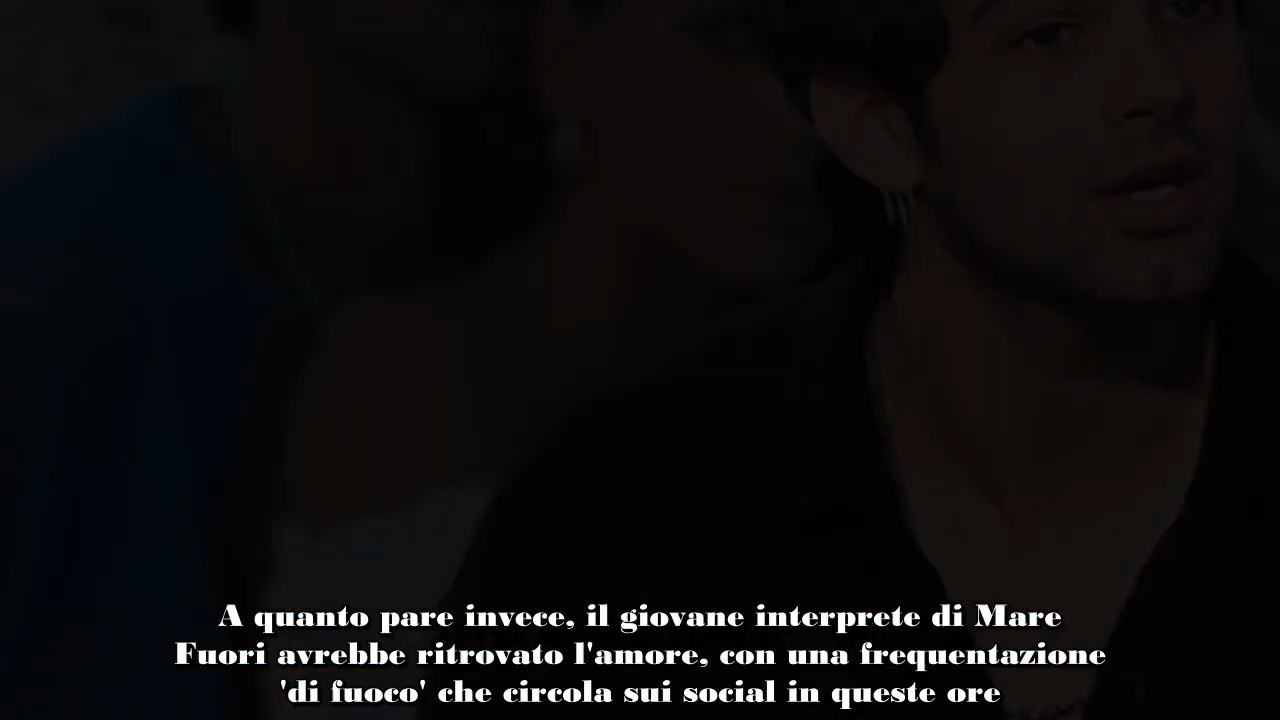 A quanto pare invece, il giovane interprete di Mare
Fuori avrebbe ritrovato l'amore, con una frequentazione
'di fuoco' che circola sui social in queste ore